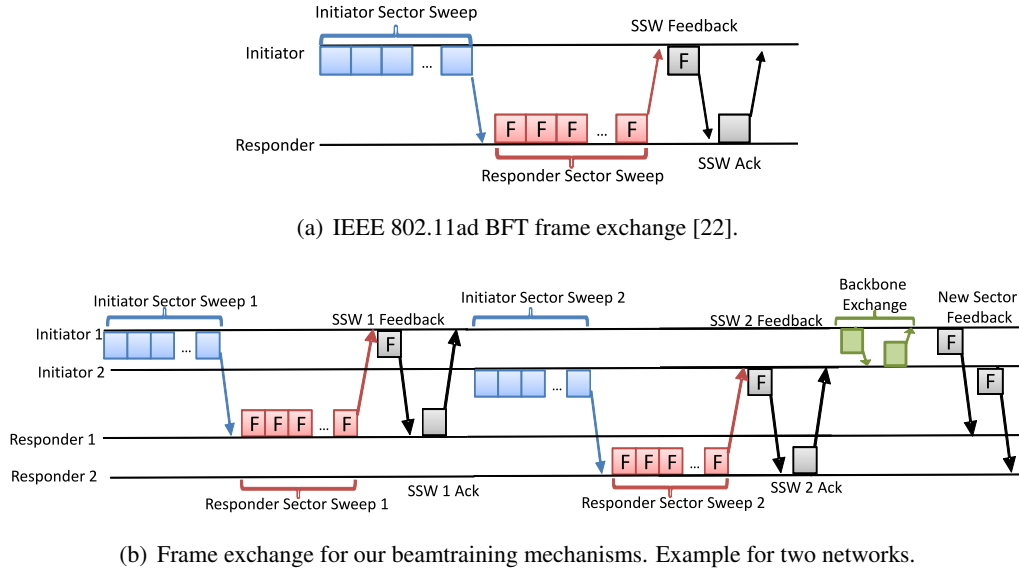 Initiator Sector Sweep
SSW Feedback
Initiator
... F
F F F ... F
Responder
SSW Ack
Responder Sector Sweep
(a) IEEE 802.11ad BFT frame exchange [22].
Backbone
Exchange
Initiator Sector Sweep 1
Initiator Sector Sweep 2
New Sector
Feedback
SSW 1 Feedback
SSW 2 Feedback
Initiator 1
... F F
Initiator 2
... F F
F F F ... F
Responder 1
F F F ... F
Responder 2
SSW 1 Ack
SSW 2 Ack
Responder Sector Sweep 1
Responder Sector Sweep 2
(b) Frame exchange for our beamtraining mechanisms. Example for two networks.